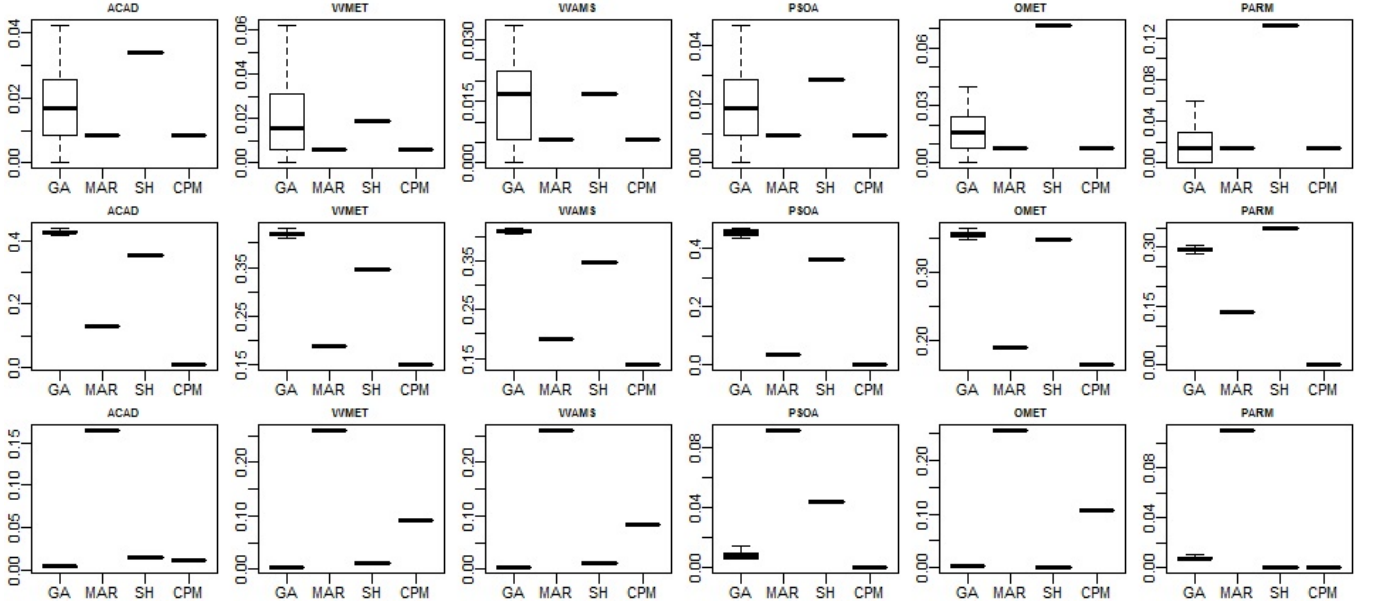 ACAD WMET WAMS PSOA OMET PARM
0.00 0.02 0.04 0.00 0.02 0.04 0.06 0.000 0.015 0.030 0.00 0.02 0.04 0.00 0.03 0.06 0.00 0.04 0.08 0.12
GA MAR SH CPM GA MAR SH CPM GA MAR SH CPM GA MAR SH CPM GA MAR SH CPM GA MAR SH CPM
ACAD WMET WAMS PSOA OMET PARM
0.0 0.2 0.4 0.15 0.25 0.35 0.15 0.25 0.35 0.0 0.2 0.4 0.20 0.30 0.00 0.15 0.30
GA MAR SH CPM GA MAR SH CPM GA MAR SH CPM GA MAR SH CPM GA MAR SH CPM GA MAR SH CPM
ACAD WMET WAMS PSOA OMET PARM
0.00 0.05 0.10 0.15 0.00 0.10 0.20 0.00 0.10 0.20 0.00 0.04 0.08 0.00 0.10 0.20 0.00 0.04 0.08
GA MAR SH CPM GA MAR SH CPM GA MAR SH CPM GA MAR SH CPM GA MAR SH CPM GA MAR SH CPM